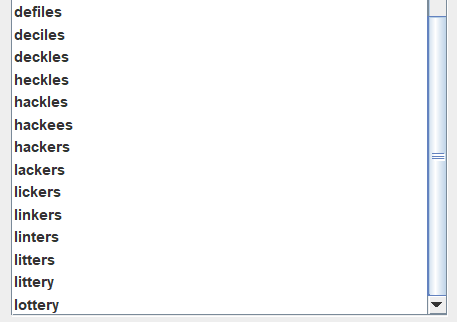 defiles
deciles
deckles
heckles
hackles
hackees
hackers
lackers
lickers
linkers
linters
litters
littery
lottery